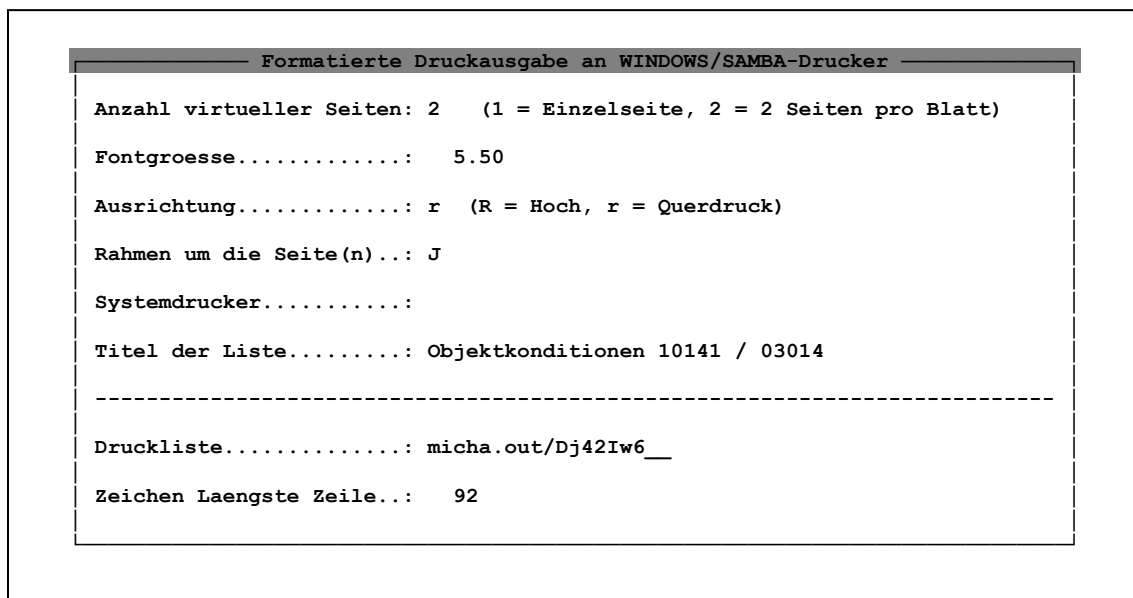 Formatierte Druckausgabe an WINDOWS/SAMBA-Drucker
Anzahl virtueller Seiten: 2   (1 = Einzelseite, 2 = 2 Seiten pro Blatt)
Fontgroesse.............:   5.50
Ausrichtung.............: r  (R = Hoch, r = Querdruck)
Rahmen um die Seite(n)..: J
Systemdrucker...........:
Titel der Liste.........: Objektkonditionen 10141 / 03014
---------------------------------------------------------------------------
Druckliste..............: micha.out/Dj42Iw6__
Zeichen Laengste Zeile..:   92